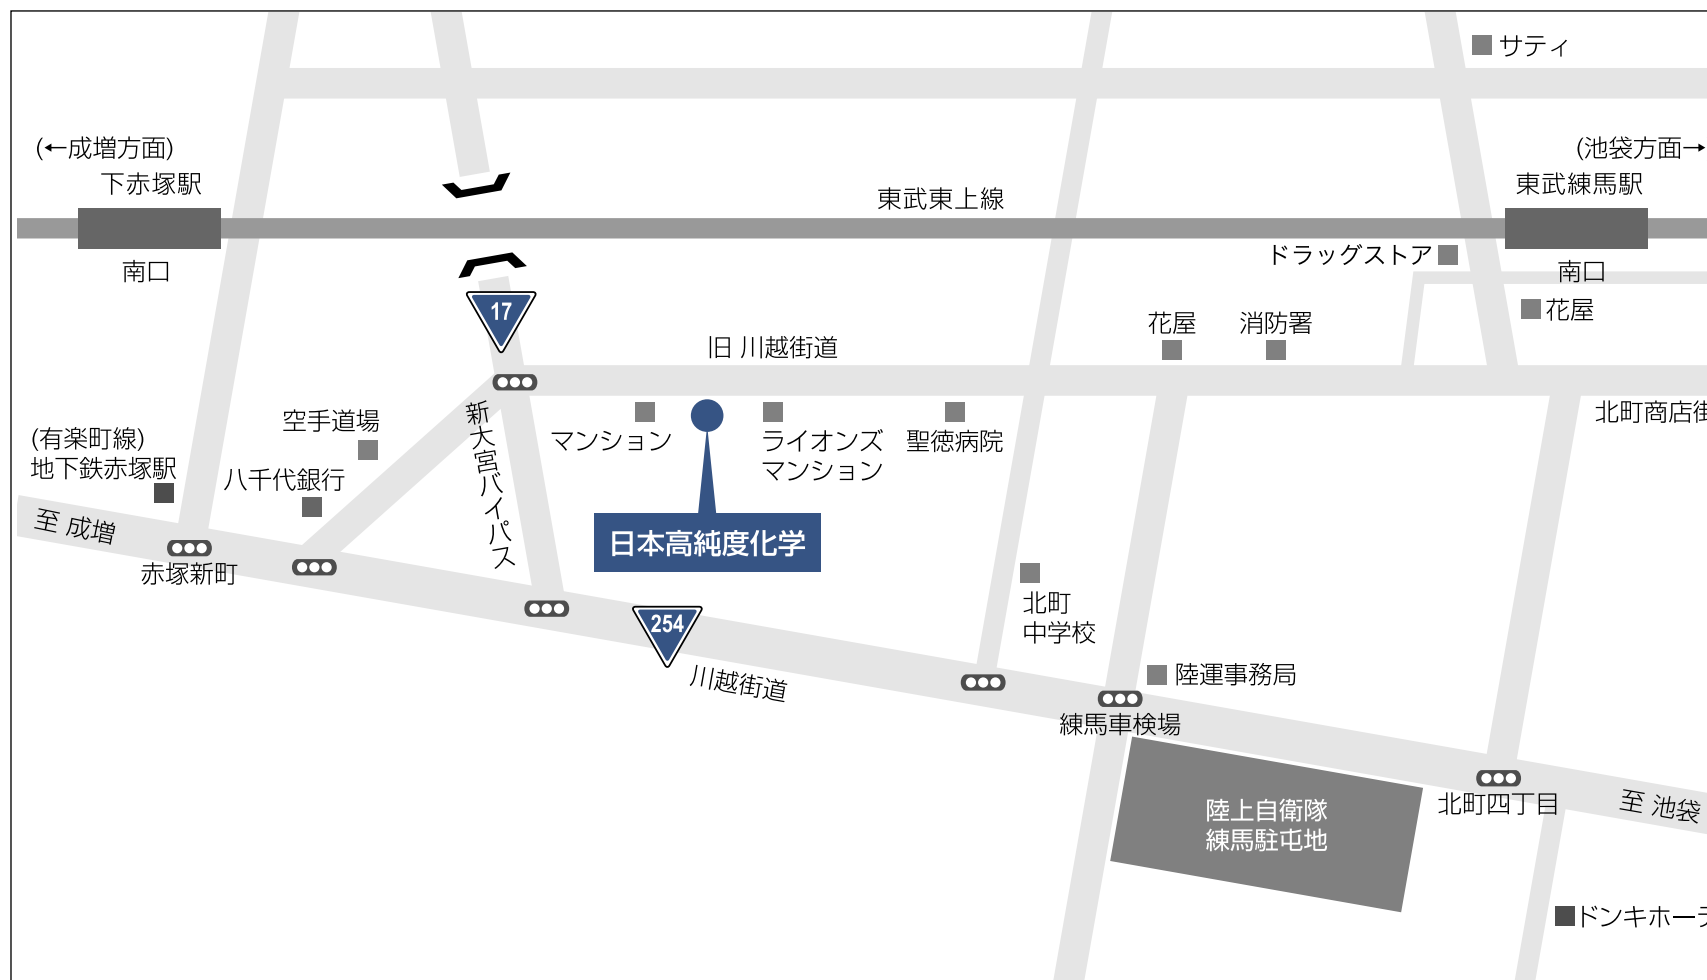 サティ
(←成増方面)
下赤塚駅
(池袋方面→
東武練馬駅
東武東上線
ドラッグストア
南口
南口
花屋
17
花屋
消防署
旧 川越街道
北町商店街
空手道場
新大宮バイパス
マンション
ライオンズ
マンション
聖徳病院
(有楽町線)
地下鉄赤塚駅
八千代銀行
至 成増
日本高純度化学
赤塚新町
254
北町
中学校
川越街道
陸運事務局
練馬車検場
陸上自衛隊
練馬駐屯地
北町四丁目
至 池袋
ドンキホーテ